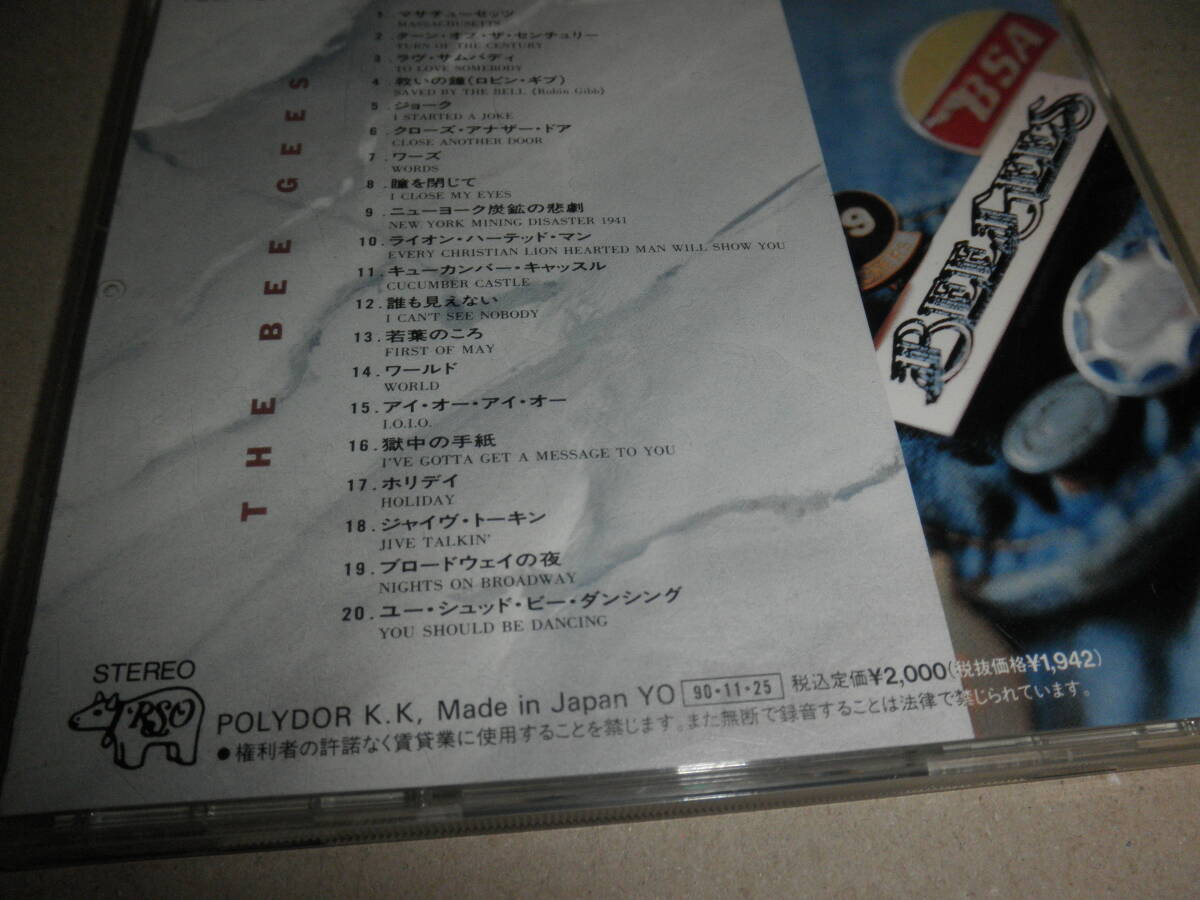 THE BEE GEES
1. マサチューセッツ
MASSACHUSETTS
2. ターン・オフ・ザ・センチュリー
TURN OF THE CENTURY
3. ラヴ・サムバディ
TO LOVE SOMEBODY
4. 救いの鐘(ロビン・ギブ)
SAVED BY THE BELL 《Robin Gibb》
5. ジョーク
I STARTED A JOKE
6. クローズ・アナザー・ドア
CLOSE ANOTHER DOOR
7. ワーズ
WORDS
8. 瞳を閉じて
I CLOSE MY EYES
9. ニューヨーク炭鉱の悲劇
NEW YORK MINING DISASTER 1941
10. ライオン・ハーテッド・マン
EVERY CHRISTIAN LION HEARTED MAN WILL SHOW YOU
11. キューカンバー・キャッスル
CUCUMBER CASTLE
12. 誰も見えない
I CAN'T SEE NOBODY
13. 若葉のころ
FIRST OF MAY
14. ワールド
WORLD
15. アイ・オー・アイ・オー
I.O.I.O.
16. 獄中の手紙
I'VE GOTTA GET A MESSAGE TO YOU
17. ホリデイ
HOLIDAY
18. ジャイヴ・トーキン
JIVE TALKIN'
19. ブロードウェイの夜
NIGHTS ON BROADWAY
20. ユー・シュッド・ビー・ダンシング
YOU SHOULD BE DANCING
STEREO
RSO
POLYDOR K.K, Made in Japan YO 90・11・25 税込定価¥2,000(税抜価格¥1,942)
●権利者の許諾なく賃貸業に使用することを禁じます。また無断で録音することは法律で禁じられています。
BSA
BEE GEES
9